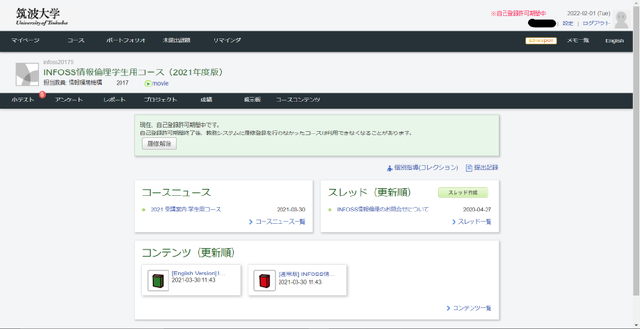 筑波大学
University of Tsukuba
※自己登録許可期間中
2022-02-01 (Tue)
設定 | ログアウト
マイページ
コース
ポートフォリオ
未提出課題
リマインダ
メモ一覧
English
infoss20175
INFOSS情報倫理学生用コース（2021年度版）
担当教員: 情報環境機構 2017 movie
小テスト
アンケート
レポート
プロジェクト
成績
掲示板
コースコンテンツ
現在、自己登録許可期間中です。
自己登録許可期間終了後、教務システムに履修登録を行わなかったコースは利用できなくなることがあります。
履修解除
個別指導(コレクション)
提出記録
コースニュース
2021 受講案内 学生用コース
2021-03-30
コースニュース一覧
スレッド（更新順）
スレッド作成
INFOSS情報倫理のお問合せについて
2020-04-27
スレッド一覧
コンテンツ（更新順）
[English Version] I...
2021-03-30 11:43
[通常版] INFOSS情...
2021-03-30 11:43
コンテンツ一覧